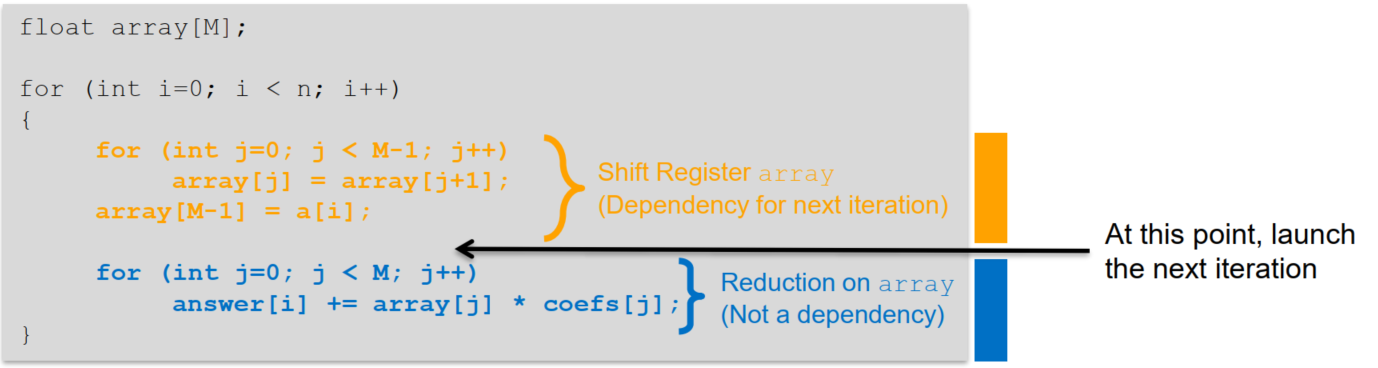 float array[M];
for (int i=0; i < n; i++)
{
for (int j=0; j < M-1; j++)
array[j] = array[j+1];
array[M-1] = a[i];
Shift Register array
(Dependency for next iteration)
At this point, launch
the next iteration
for (int j=0; j < M; j++)
answer[i] += array[j] * coefs[j];
Reduction on array
(Not a dependency)
}